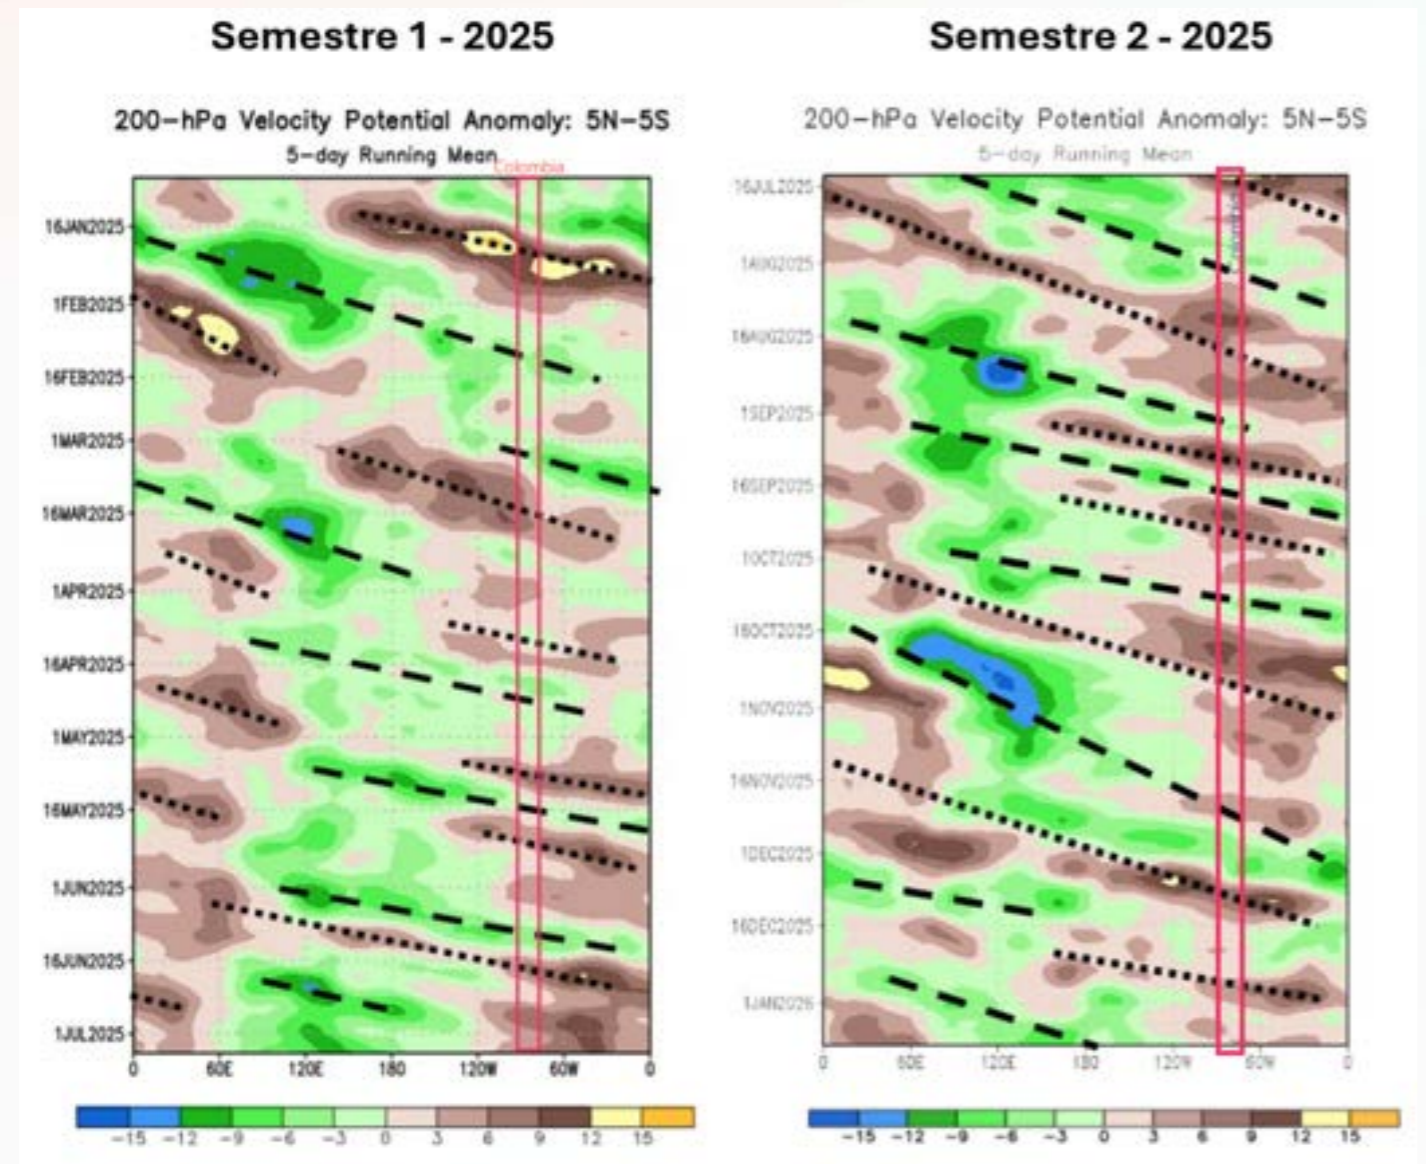 Semestre 1 - 2025
200-hPa Velocity Potential Anomaly: 5N-5S
5-day Running Mean
Colombia
16JAN2025
1FEB2025
16FEB2025
1MAR2025
16MAR2025
1APR2025
16APR2025
1MAY2025
16MAY2025
1JUN2025
16JUN2025
1JUL2025
0 60E 120E 180 120W 60W 0
-15 -12 -9 -6 -3 0 3 6 9 12 15
Semestre 2 - 2025
200-hPa Velocity Potential Anomaly: 5N-5S
5-day Running Mean
16JUL2025
1AUG2025
16AUG2025
1SEP2025
16SEP2025
1OCT2025
16OCT2025
1NOV2025
16NOV2025
1DEC2025
16DEC2025
1JAN2026
0 60E 120E 180 120W 60W 0
-15 -12 -9 -6 -3 0 3 6 9 12 15